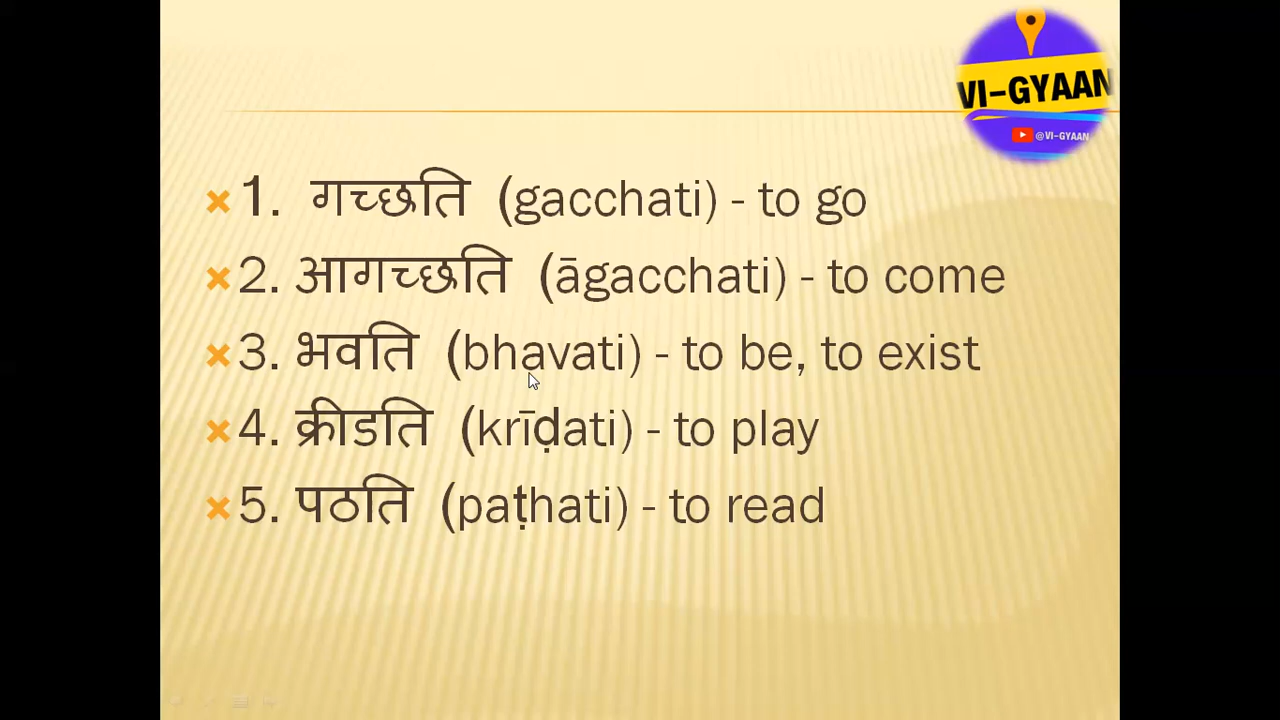 VI-GYAAN
@VI-GYAAN
1. गच्छति (gacchati) - to go
2. आगच्छति (āgacchati) - to come
3. भवति (bhavati) - to be, to exist
4. क्रीडति (krīḍati) - to play
5. पठति (paṭhati) - to read